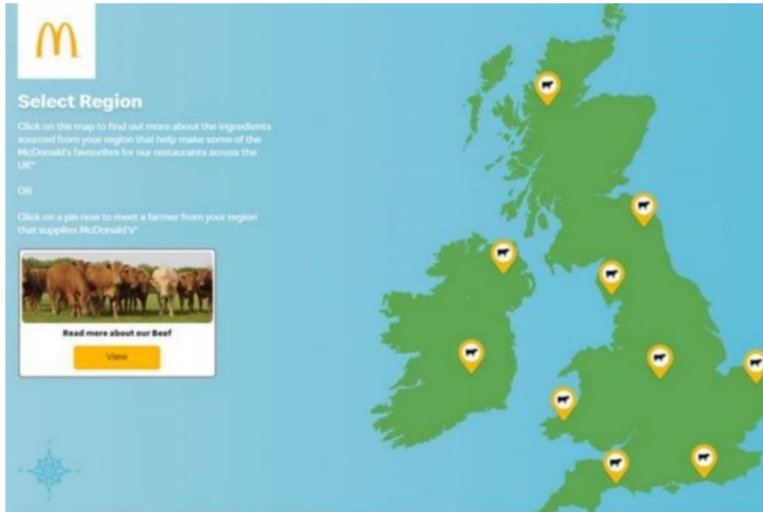 Select Region
Click on the map to find out more about the ingredients
sourced from your region that help make some of the
McDonald's favourites for our restaurants across the
UK*
OR
Click on a pin now to meet a farmer from your region
that supplies McDonald's*
Read more about our Beef
View